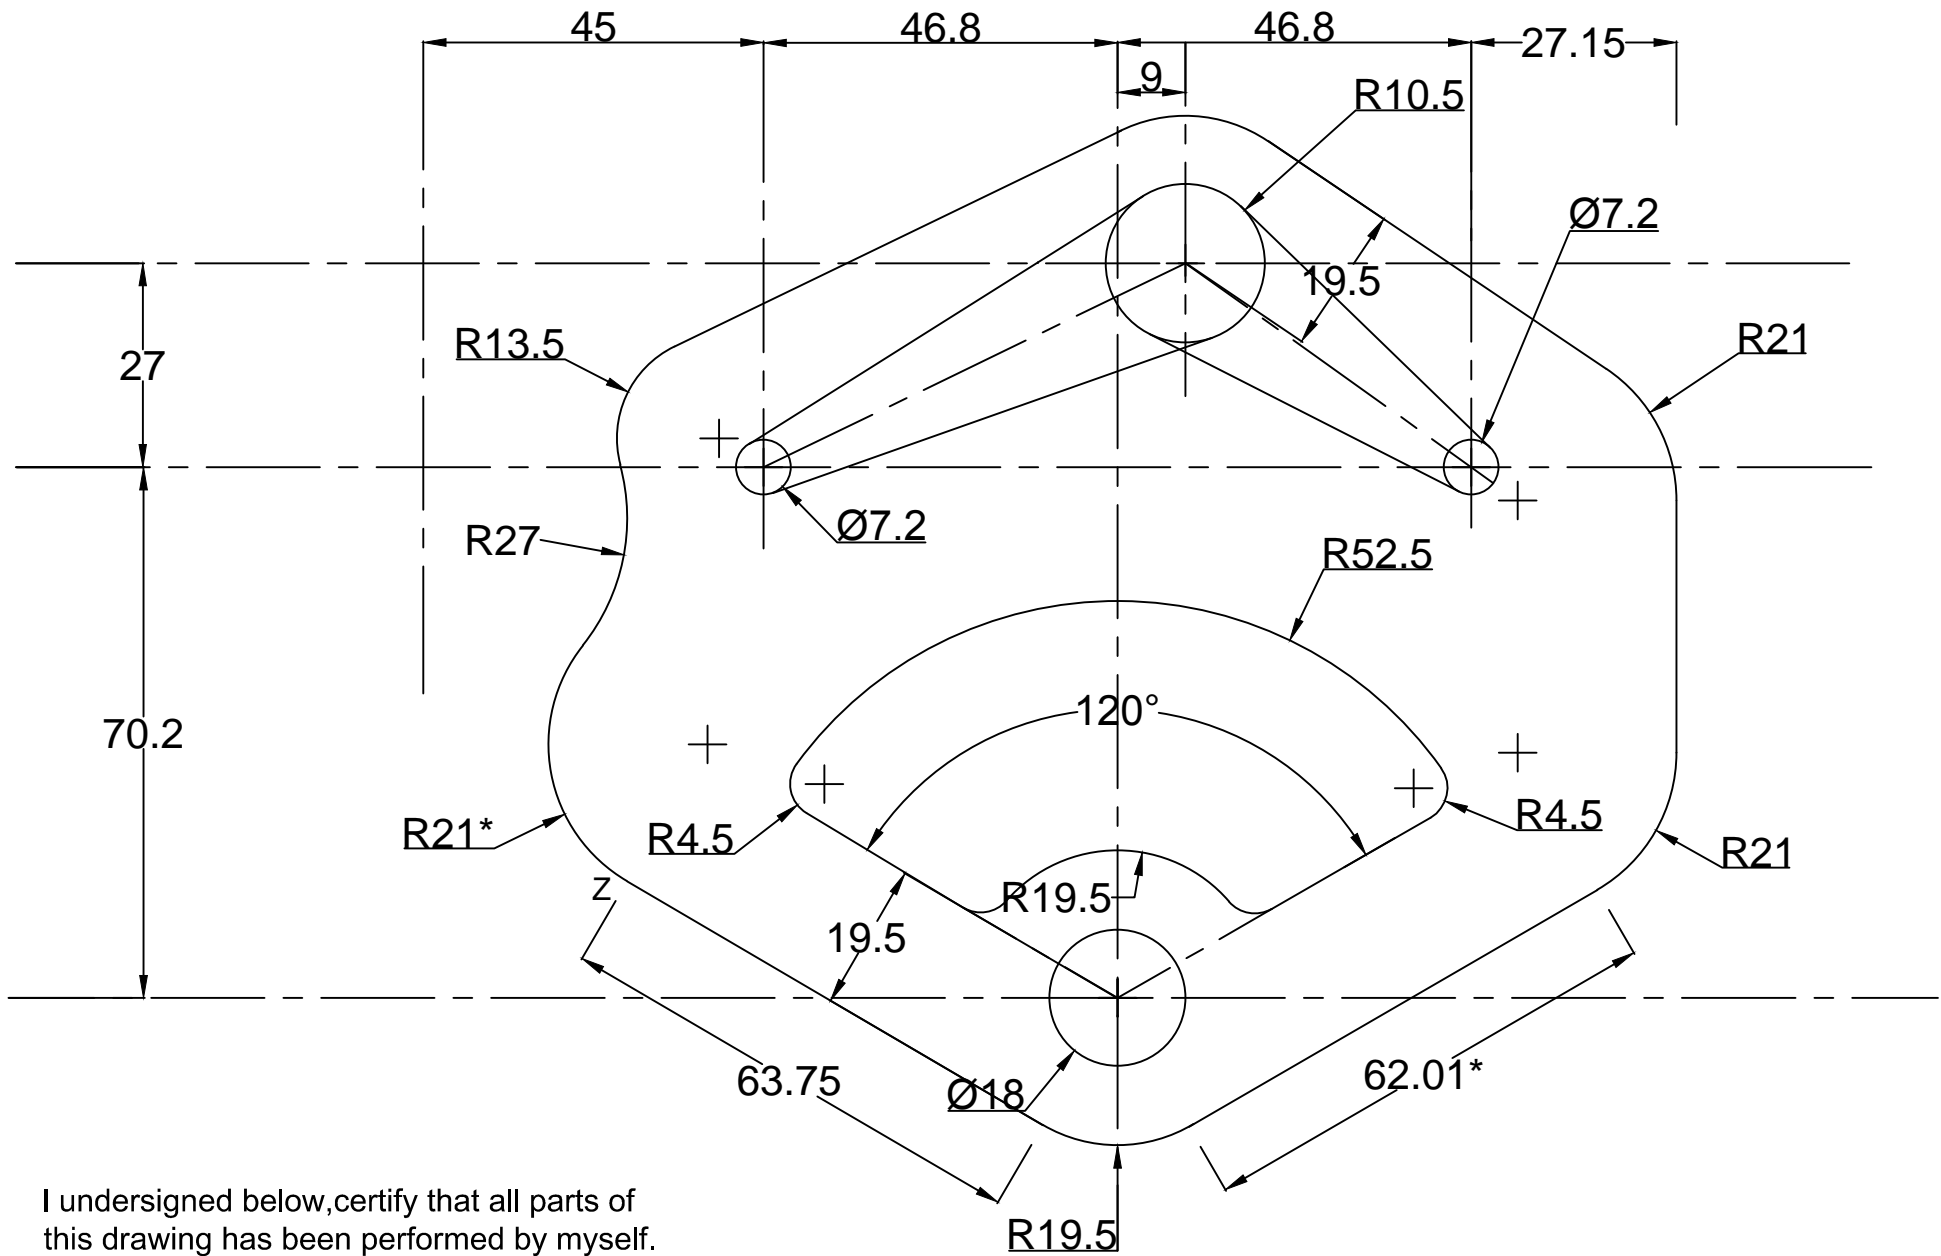 45
46.8
46.8
27.15
9
R10.5
Ø7.2
19.5
R21
R13.5
27
Ø7.2
R27
R52.5
70.2
120°
R21*
R4.5
R4.5
R21
z
R19.5
19.5
63.75
Ø18
62.01*
R19.5
I undersigned below,certify that all parts of
this drawing has been performed by myself.